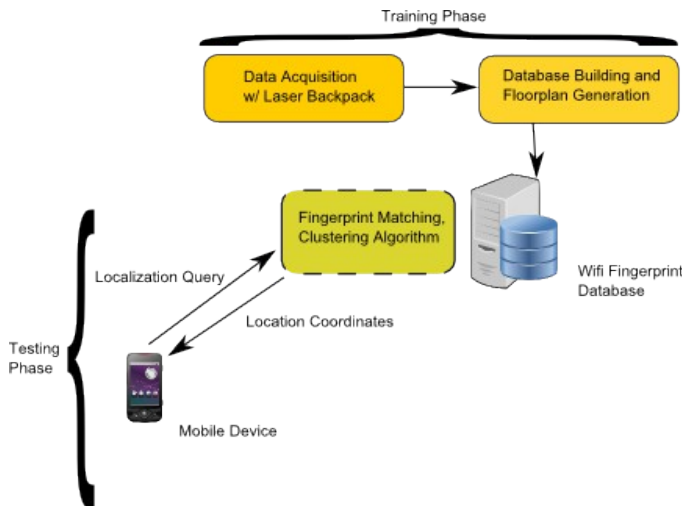 Training Phase
Data Acquisition
w/ Laser Backpack
Database Building and
Floorplan Generation
Fingerprint Matching,
Clustering Algorithm
Localization Query
Wifi Fingerprint
Database
Location Coordinates
Testing
Phase
Mobile Device